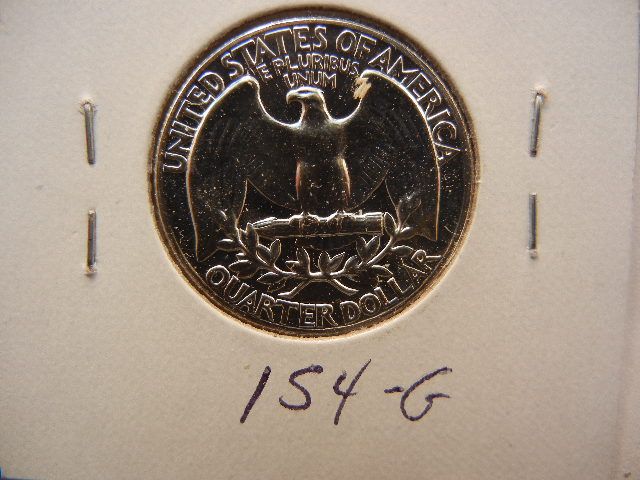 UNITED STATES OF AMERICA
E PLURIBUS
UNUM
QUARTER DOLLAR
154-G